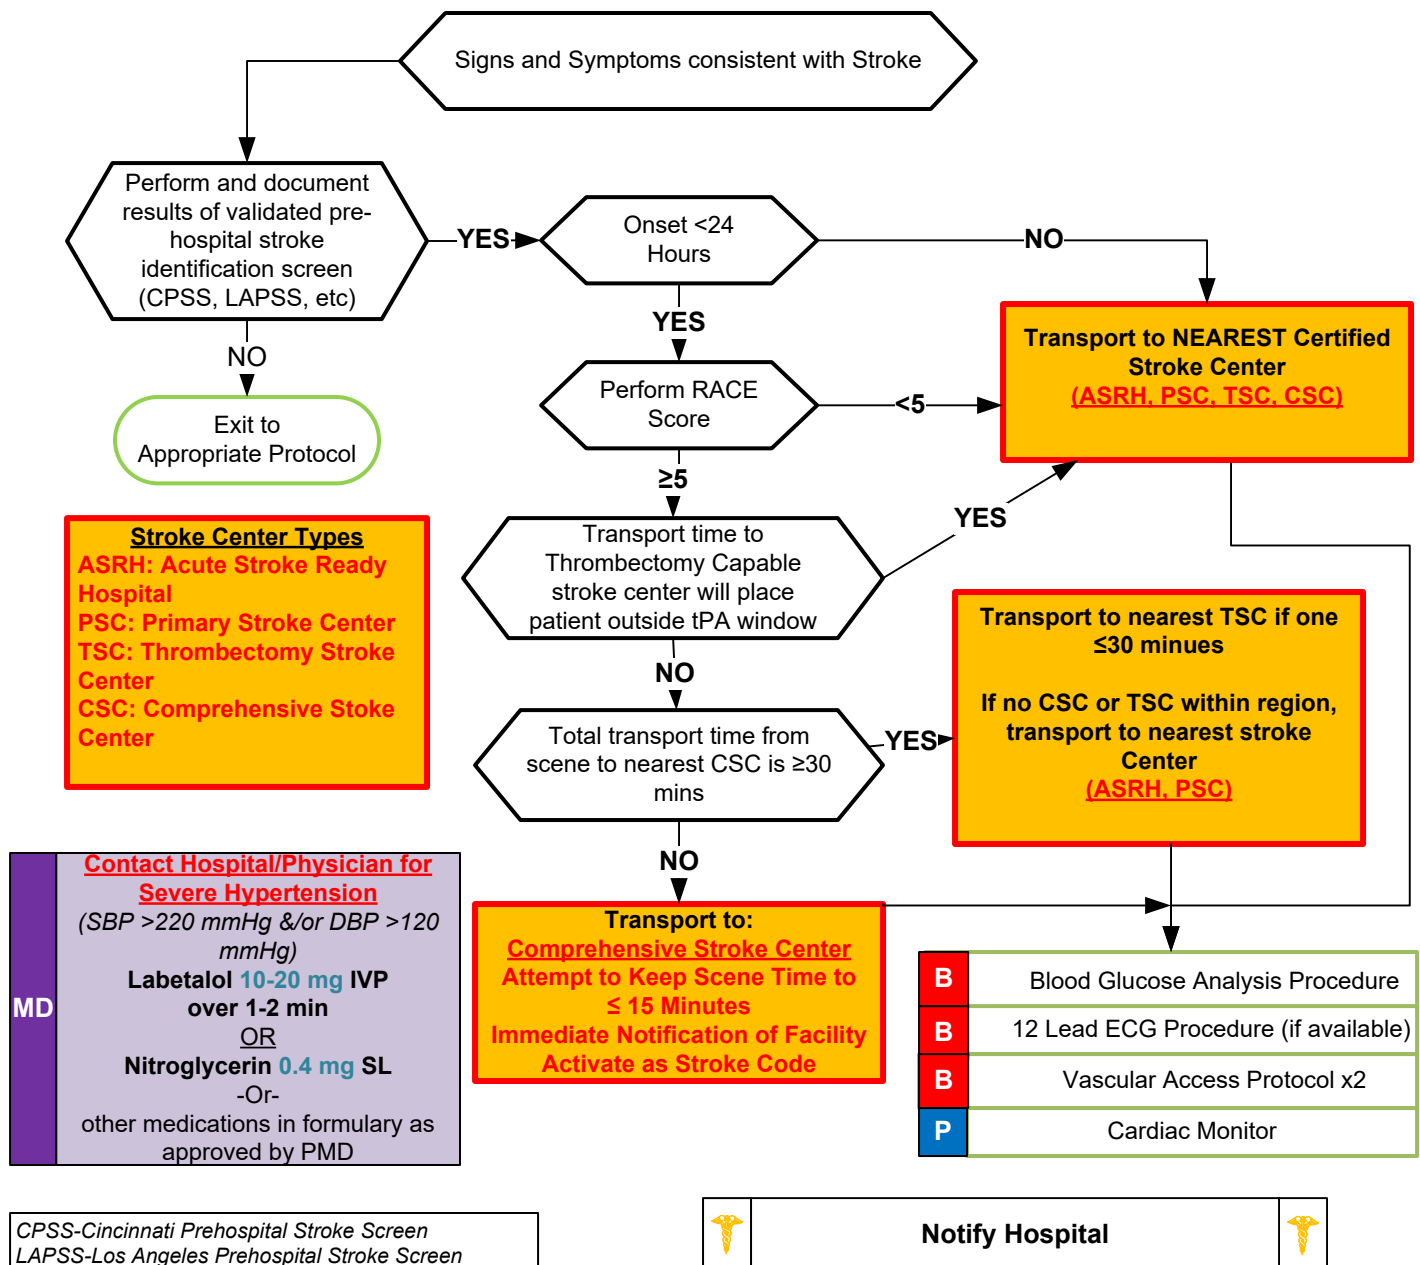 Signs and Symptoms consistent with Stroke
Perform and document
results of validated pre-
hospital stroke
identification screen
(CPSS, LAPSS, etc)
YES
Onset <24
Hours
NO
NO
YES
Transport to NEAREST Certified
Stroke Center
(ASRH, PSC, TSC, CSC)
Exit to
Appropriate Protocol
Perform RACE
Score
<5
≥5
Stroke Center Types
ASRH: Acute Stroke Ready
Hospital
PSC: Primary Stroke Center
TSC: Thrombectomy Stroke
Center
CSC: Comprehensive Stoke
Center
Transport time to
Thrombectomy Capable
stroke center will place
patient outside tPA window
YES
NO
Transport to nearest TSC if one
≤30 minues
If no CSC or TSC within region,
transport to nearest stroke
Center
(ASRH, PSC)
Total transport time from
scene to nearest CSC is ≥30
mins
YES
NO
MD
Contact Hospital/Physician for
Severe Hypertension
(SBP >220 mmHg &/or DBP >120
mmHg)
Labetalol 10-20 mg IVP
over 1-2 min
OR
Nitroglycerin 0.4 mg SL
-Or-
other medications in formulary as
approved by PMD
Transport to:
Comprehensive Stroke Center
Attempt to Keep Scene Time to
≤ 15 Minutes
Immediate Notification of Facility
Activate as Stroke Code
B Blood Glucose Analysis Procedure
B 12 Lead ECG Procedure (if available)
B Vascular Access Protocol x2
P Cardiac Monitor
CPSS-Cincinnati Prehospital Stroke Screen
LAPSS-Los Angeles Prehospital Stroke Screen
Notify Hospital